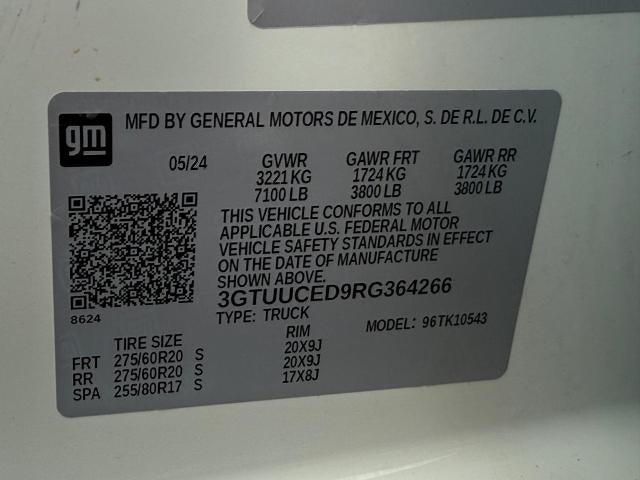 gm
MFD BY GENERAL MOTORS DE MEXICO, S. DE R.L. DE C.V.
05/24 GVWR GAWR FRT GAWR RR
3221 KG 1724 KG 1724 KG
7100 LB 3800 LB 3800 LB
THIS VEHICLE CONFORMS TO ALL
APPLICABLE U.S. FEDERAL MOTOR
VEHICLE SAFETY STANDARDS IN EFFECT
ON THE DATE OF MANUFACTURE
SHOWN ABOVE.
3GTUUCED9RG364266
8624
TYPE: TRUCK MODEL: 96TK10543
TIRE SIZE RIM
FRT 275/60R20 S 20X9J
RR 275/60R20 S 20X9J
SPA 255/80R17 S 17X8J